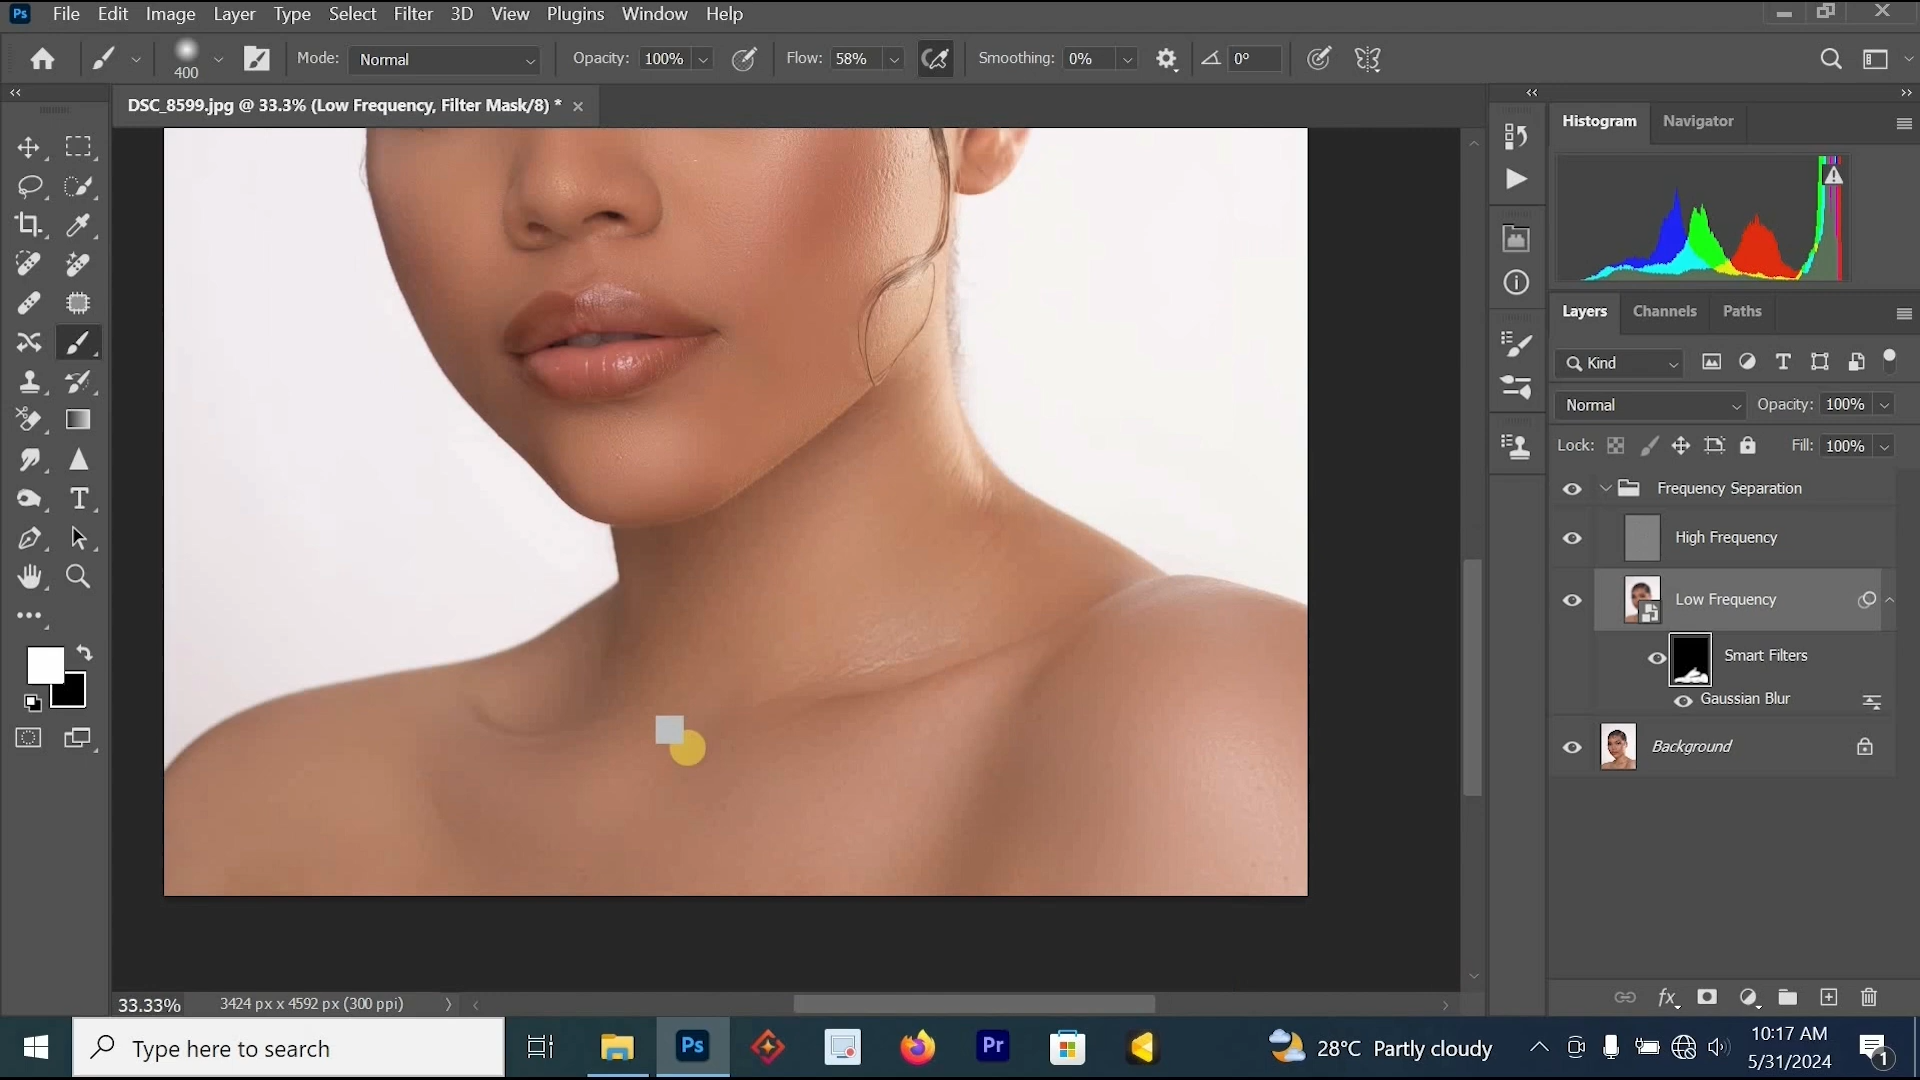 Ps File Edit Image Layer Type Select Filter 3D View Plugins Window Help
400 Mode: Normal Opacity: 100% Flow: 58% Smoothing: 0% 0°
DSC_8599.jpg @ 33.3% (Low Frequency, Filter Mask/8) *
Histogram Navigator
Layers Channels Paths
Kind
Normal Opacity: 100%
Lock: Fill: 100%
Frequency Separation
High Frequency
Low Frequency
Smart Filters
Gaussian Blur
Background
33.33% 3424 px x 4592 px (300 ppi)
fx
Type here to search
Ps
Pr
28°C Partly cloudy
10:17 AM
5/31/2024
1